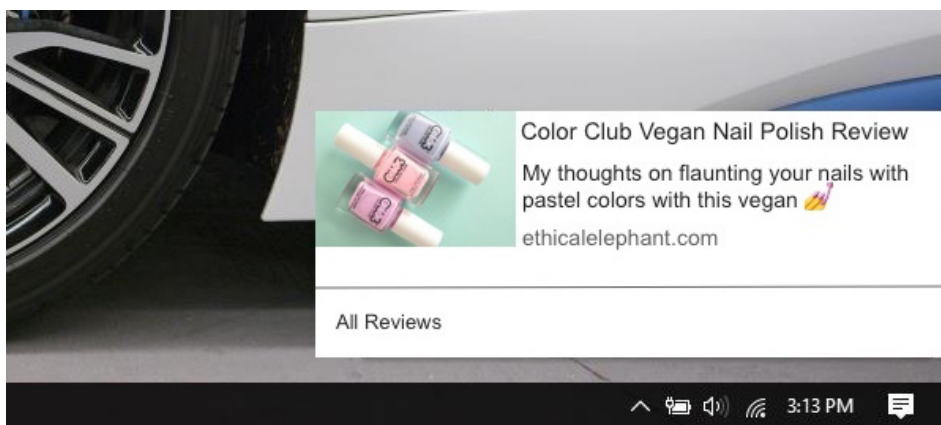 Color Club Vegan Nail Polish Review
My thoughts on flaunting your nails with
pastel colors with this vegan 💅
ethicalelephant.com
All Reviews
3:13 PM